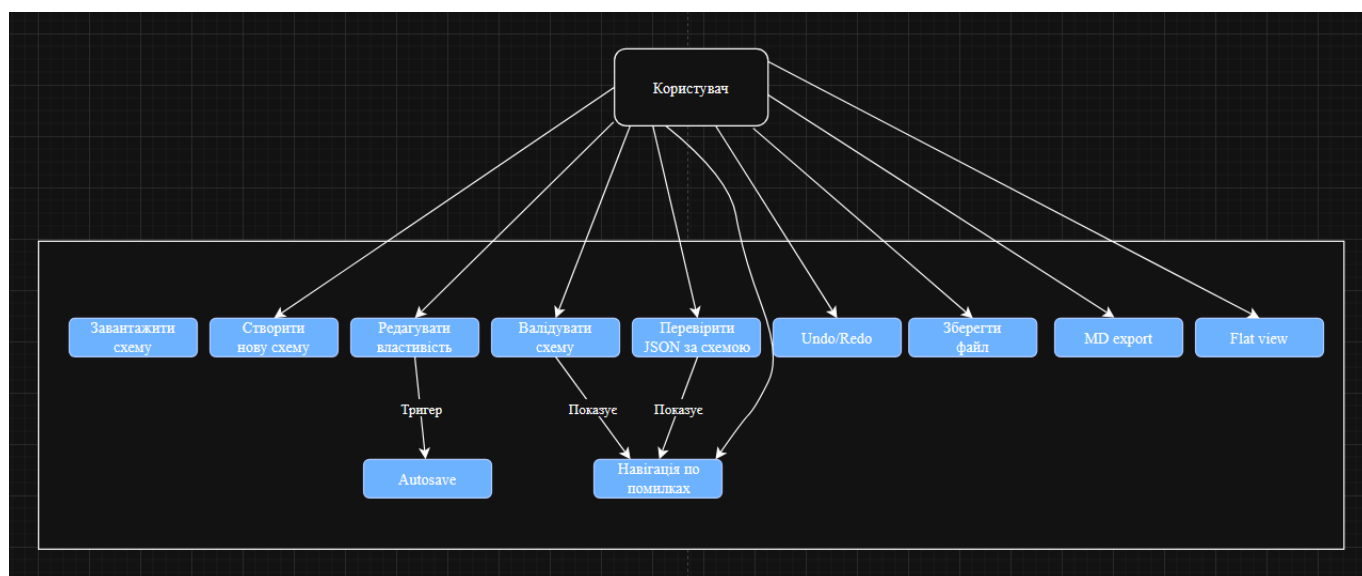 Користувач
Завантажити
схему
Створити
нову схему
Редагувати
властивість
Валідувати
схему
Перевірити
JSON за схемою
Undo/Redo
Зберегти
файл
MD export
Flat view
Тригер
Показує
Показує
Autosave
Навігація по
помилках